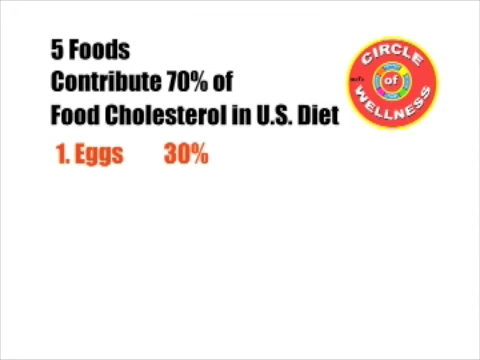 5 Foods
Contribute 70% of
Food Cholesterol in U.S. Diet
1. Eggs 30%
CIRCLE
of
WELLNESS